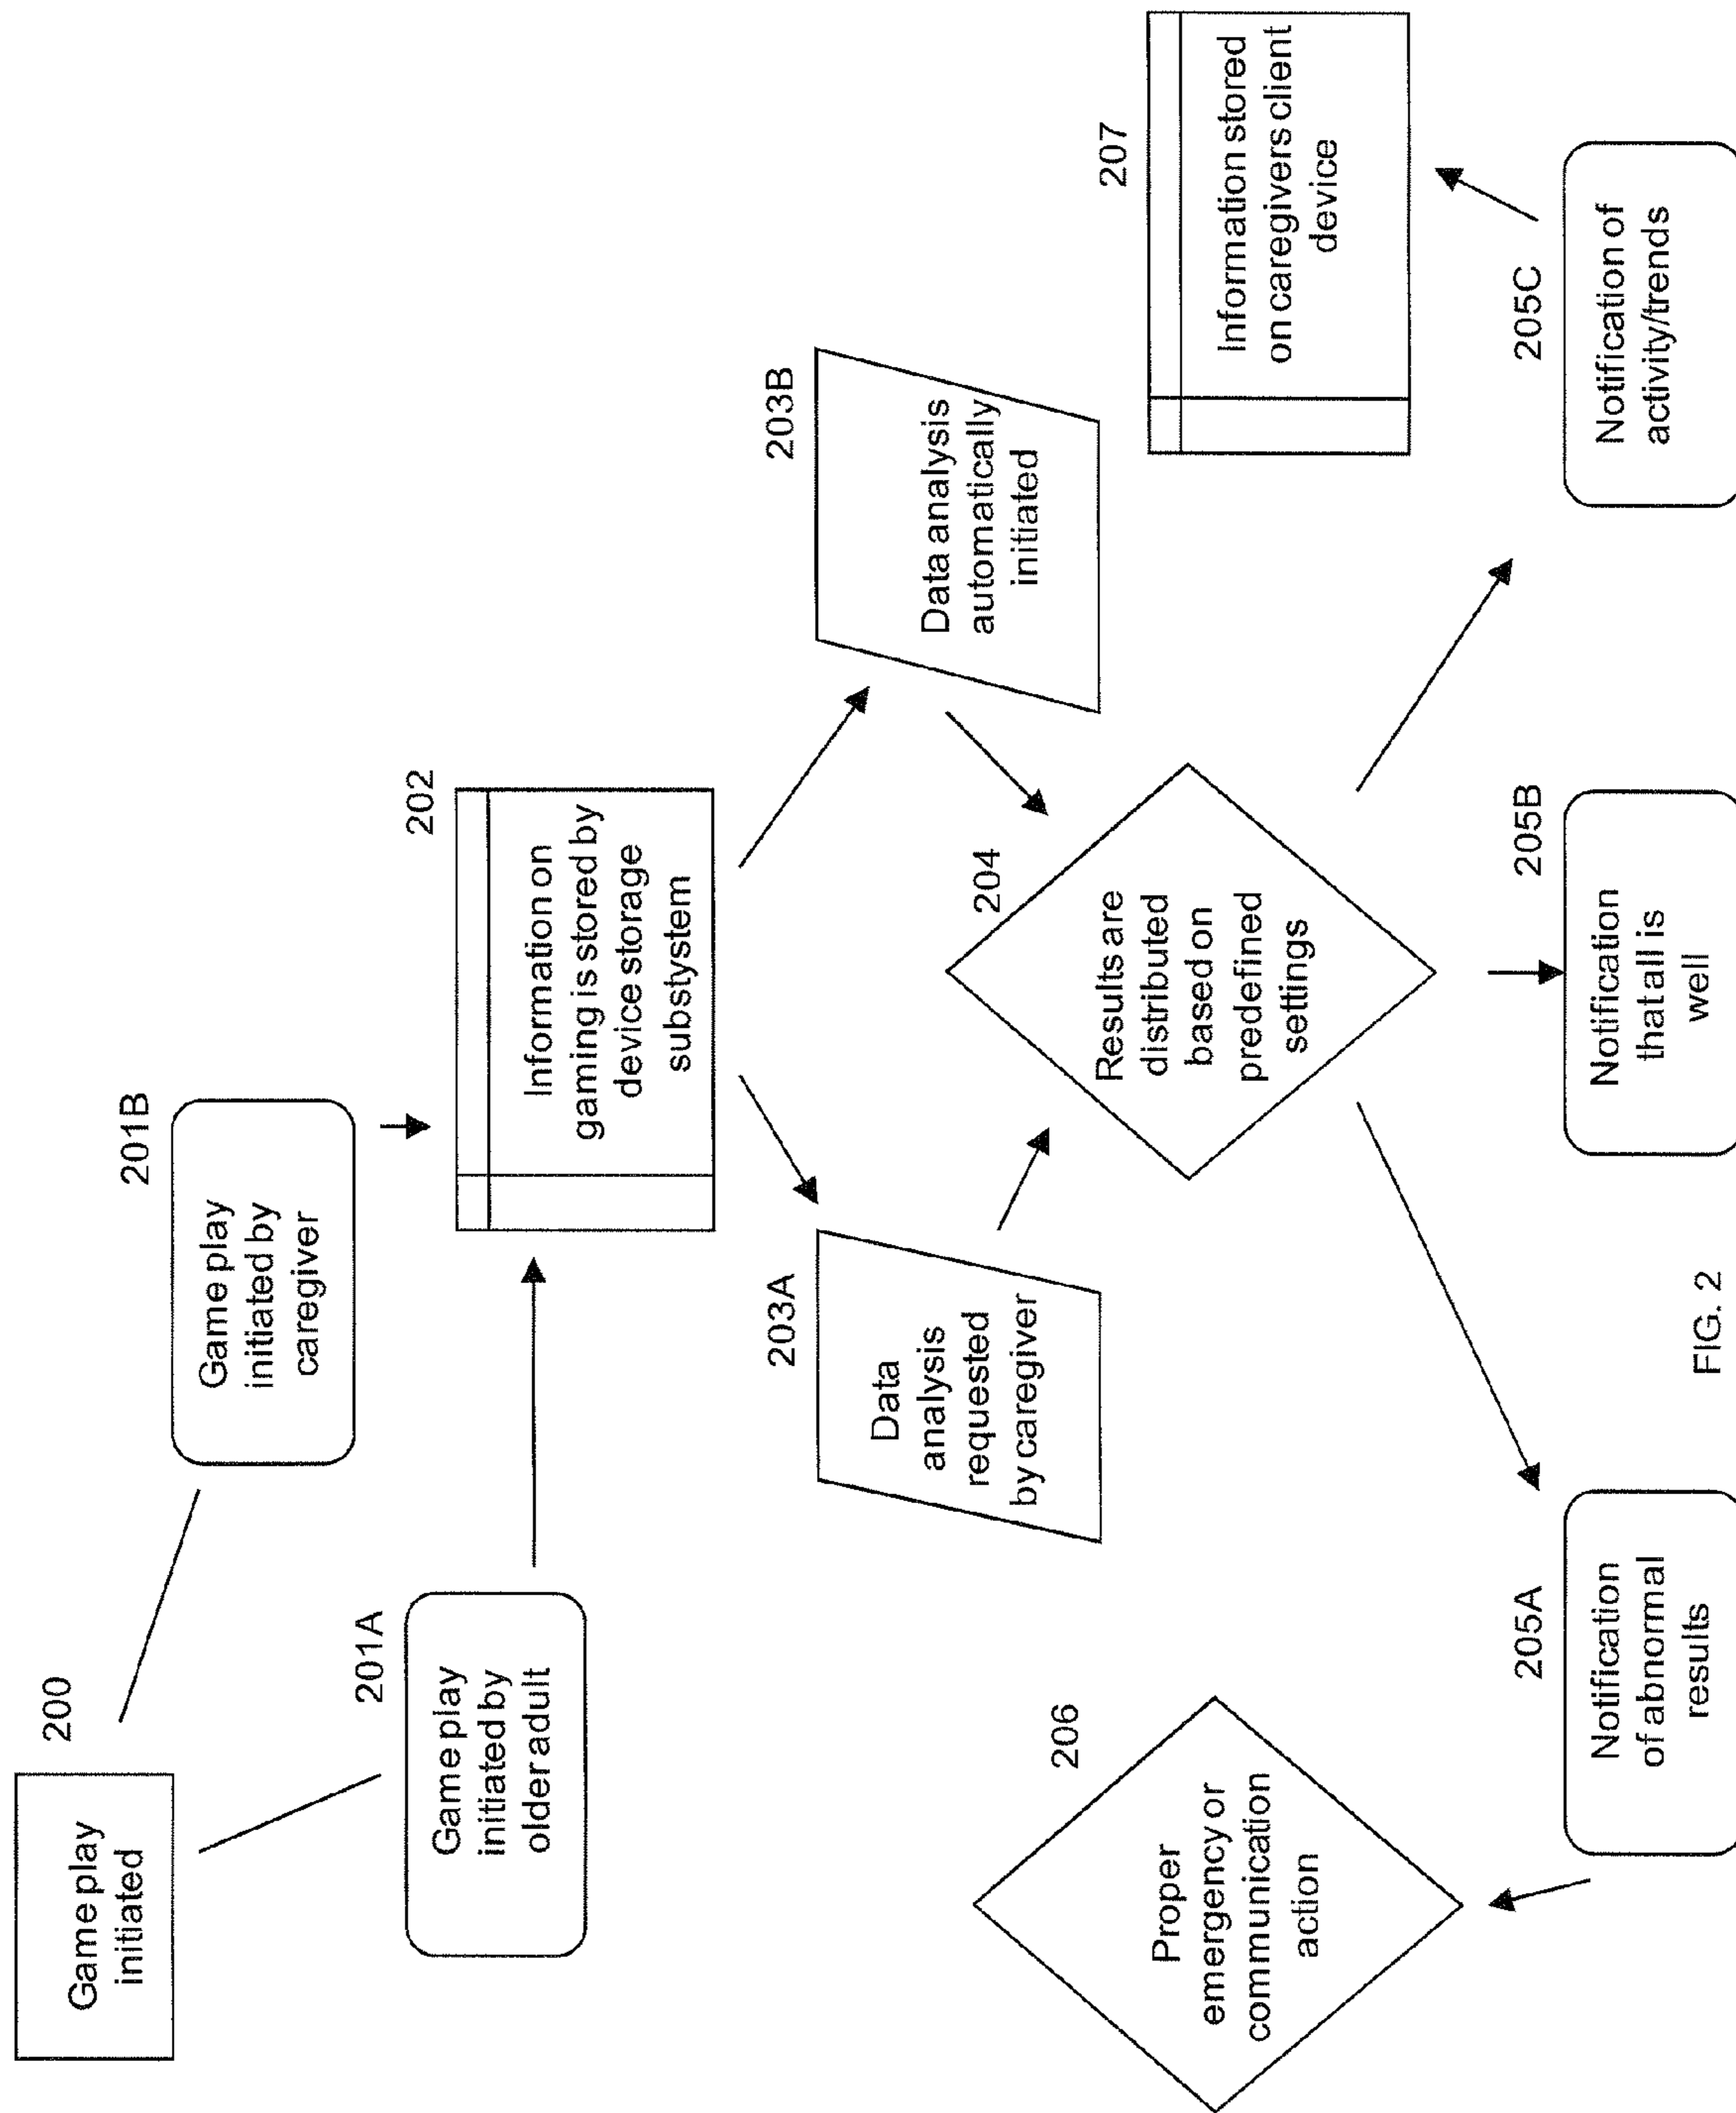 200
Game play
initiated
201B
Game play
initiated by
caregiver
201A
Game play
initiated by
older adult
202
Information on
gaming is stored by
device storage
substystem
203A
Data
analysis
requested
by caregiver
203B
Data analysis
automatically
initiated
204
Results are
distributed
based on
predefined
settings
206
Proper
emergency or
communication
action
207
Information stored
on caregivers client
device
205A
Notification
of abnormal
results
205B
Notification
that all is
well
205C
Notification of
activity/trends
FIG. 2